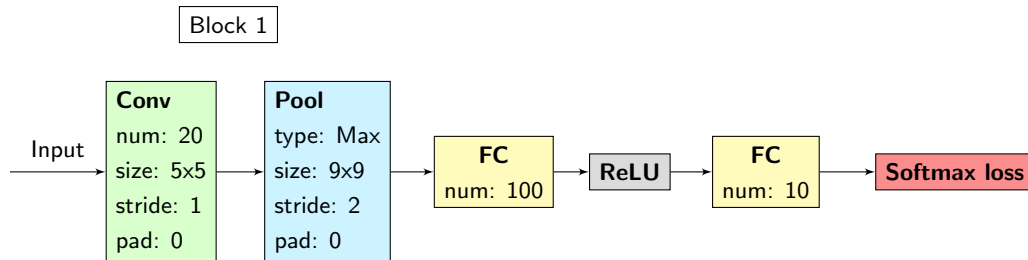 Block 1
Input
Conv
num: 20
size: 5x5
stride: 1
pad: 0
Pool
type: Max
size: 9x9
stride: 2
pad: 0
FC
num: 100
ReLU
FC
num: 10
Softmax loss